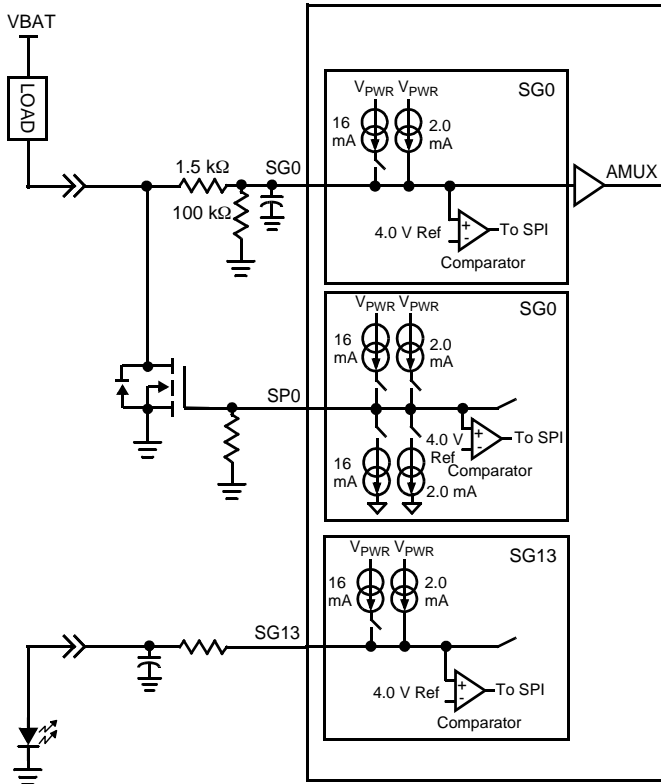 VBAT
LOAD
1.5 kΩ
100 kΩ
SG0
SG0
VPWR VPWR
16 mA
2.0 mA
4.0 V Ref
To SPI
Comparator
AMUX
SG0
VPWR VPWR
16 mA
2.0 mA
SP0
4.0 V Ref
To SPI
Comparator
16 mA
2.0 mA
SG13
VPWR VPWR
16 mA
2.0 mA
SG13
4.0 V Ref
To SPI
Comparator